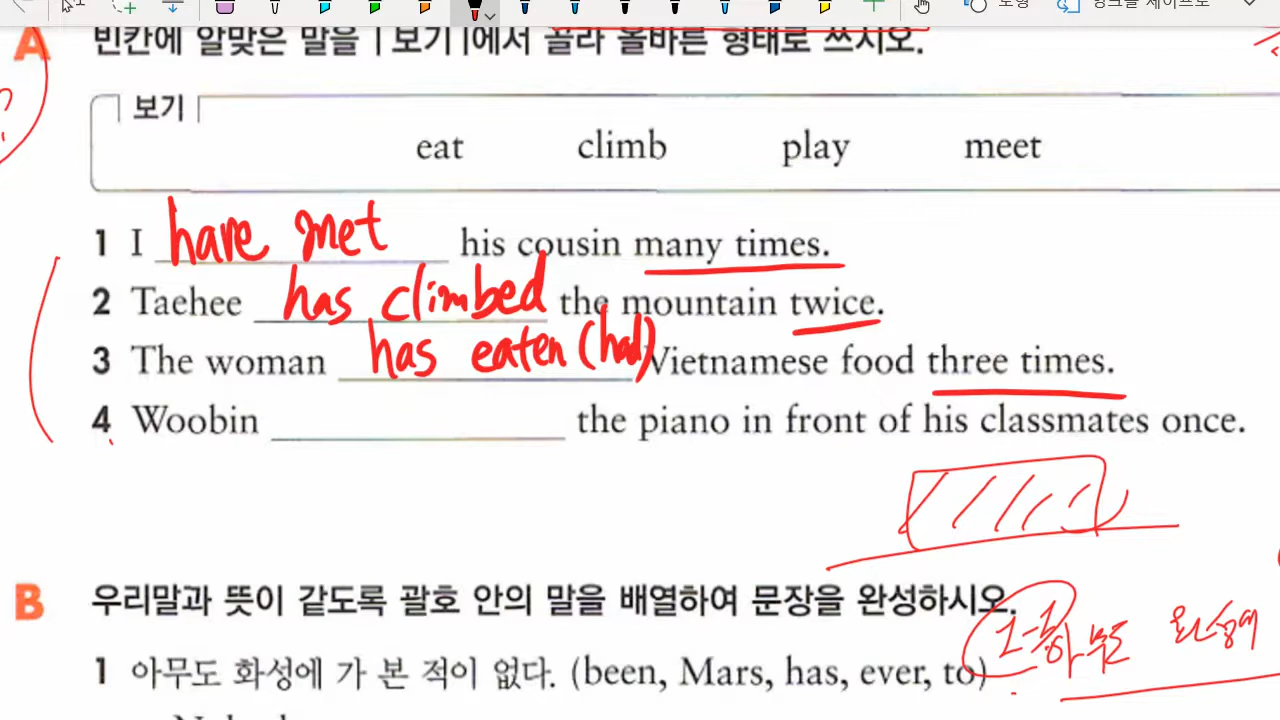 A 빈칸에 알맞은 말을 | 보기 |에서 골라 올바른 형태로 쓰시오.
보기
eat climb play meet
1 I have met his cousin many times.
2 Taehee has climbed the mountain twice.
3 The woman has eaten (had) Vietnamese food three times.
4 Woobin the piano in front of his classmates once.
B 우리말과 뜻이 같도록 괄호 안의 말을 배열하여 문장을 완성하시오.
아무도
1 아무도 화성에 가 본 적이 없다. (been, Mars, has, ever, to)